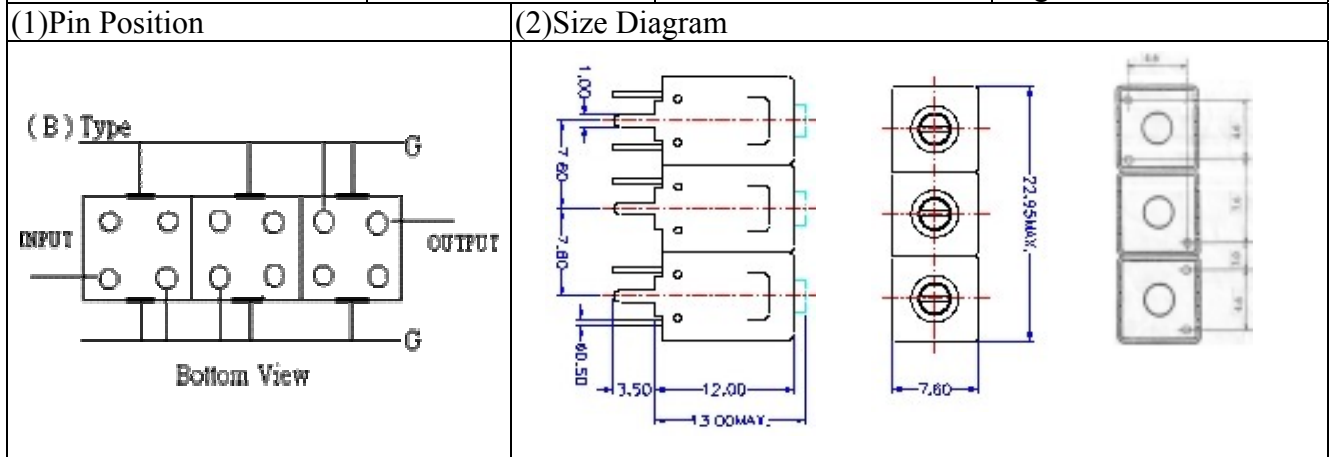 (1)Pin Position
(2)Size Diagram
(B) Type
G
INPUT
OUTPUT
G
Bottom View
1.00
7.60
7.60
φ0.50
3.50
12.00
13.00MAX.
22.95MAX.
7.60